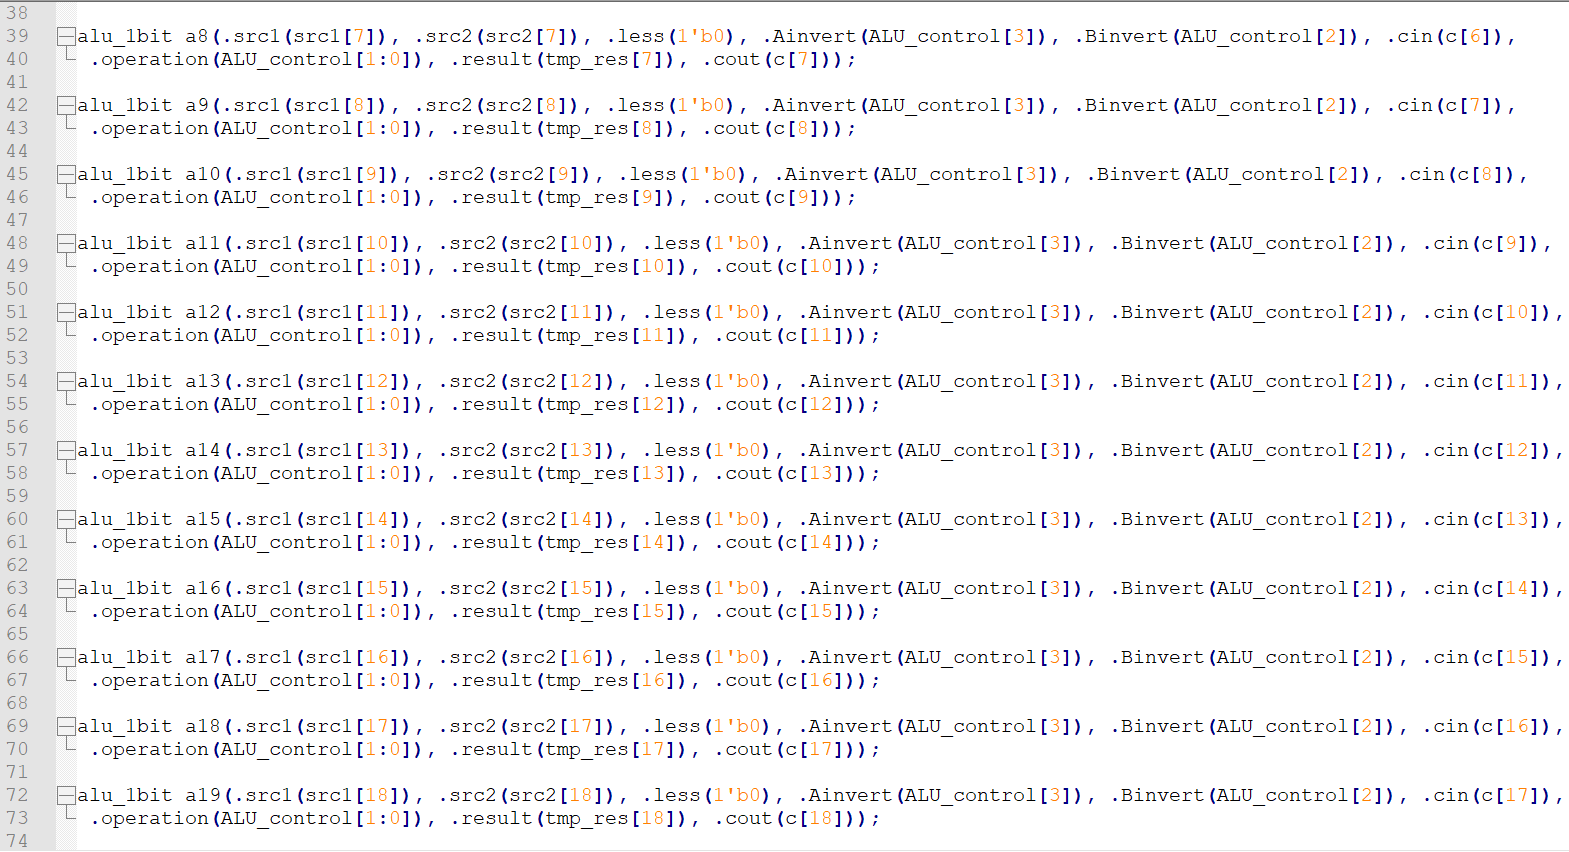 38
39 alu_1bit a8(.src1(src1[7]), .src2(src2[7]), .less(1'b0), .Ainvert(ALU_control[3]), .Binvert(ALU_control[2]), .cin(c[6]),
40 .operation(ALU_control[1:0]), .result(tmp_res[7]), .cout(c[7]));
41
42 alu_1bit a9(.src1(src1[8]), .src2(src2[8]), .less(1'b0), .Ainvert(ALU_control[3]), .Binvert(ALU_control[2]), .cin(c[7]),
43 .operation(ALU_control[1:0]), .result(tmp_res[8]), .cout(c[8]));
44
45 alu_1bit a10(.src1(src1[9]), .src2(src2[9]), .less(1'b0), .Ainvert(ALU_control[3]), .Binvert(ALU_control[2]), .cin(c[8]),
46 .operation(ALU_control[1:0]), .result(tmp_res[9]), .cout(c[9]));
47
48 alu_1bit a11(.src1(src1[10]), .src2(src2[10]), .less(1'b0), .Ainvert(ALU_control[3]), .Binvert(ALU_control[2]), .cin(c[9]),
49 .operation(ALU_control[1:0]), .result(tmp_res[10]), .cout(c[10]));
50
51 alu_1bit a12(.src1(src1[11]), .src2(src2[11]), .less(1'b0), .Ainvert(ALU_control[3]), .Binvert(ALU_control[2]), .cin(c[10]),
52 .operation(ALU_control[1:0]), .result(tmp_res[11]), .cout(c[11]));
53
54 alu_1bit a13(.src1(src1[12]), .src2(src2[12]), .less(1'b0), .Ainvert(ALU_control[3]), .Binvert(ALU_control[2]), .cin(c[11]),
55 .operation(ALU_control[1:0]), .result(tmp_res[12]), .cout(c[12]));
56
57 alu_1bit a14(.src1(src1[13]), .src2(src2[13]), .less(1'b0), .Ainvert(ALU_control[3]), .Binvert(ALU_control[2]), .cin(c[12]),
58 .operation(ALU_control[1:0]), .result(tmp_res[13]), .cout(c[13]));
59
60 alu_1bit a15(.src1(src1[14]), .src2(src2[14]), .less(1'b0), .Ainvert(ALU_control[3]), .Binvert(ALU_control[2]), .cin(c[13]),
61 .operation(ALU_control[1:0]), .result(tmp_res[14]), .cout(c[14]));
62
63 alu_1bit a16(.src1(src1[15]), .src2(src2[15]), .less(1'b0), .Ainvert(ALU_control[3]), .Binvert(ALU_control[2]), .cin(c[14]),
64 .operation(ALU_control[1:0]), .result(tmp_res[15]), .cout(c[15]));
65
66 alu_1bit a17(.src1(src1[16]), .src2(src2[16]), .less(1'b0), .Ainvert(ALU_control[3]), .Binvert(ALU_control[2]), .cin(c[15]),
67 .operation(ALU_control[1:0]), .result(tmp_res[16]), .cout(c[16]));
68
69 alu_1bit a18(.src1(src1[17]), .src2(src2[17]), .less(1'b0), .Ainvert(ALU_control[3]), .Binvert(ALU_control[2]), .cin(c[16]),
70 .operation(ALU_control[1:0]), .result(tmp_res[17]), .cout(c[17]));
71
72 alu_1bit a19(.src1(src1[18]), .src2(src2[18]), .less(1'b0), .Ainvert(ALU_control[3]), .Binvert(ALU_control[2]), .cin(c[17]),
73 .operation(ALU_control[1:0]), .result(tmp_res[18]), .cout(c[18]));
74